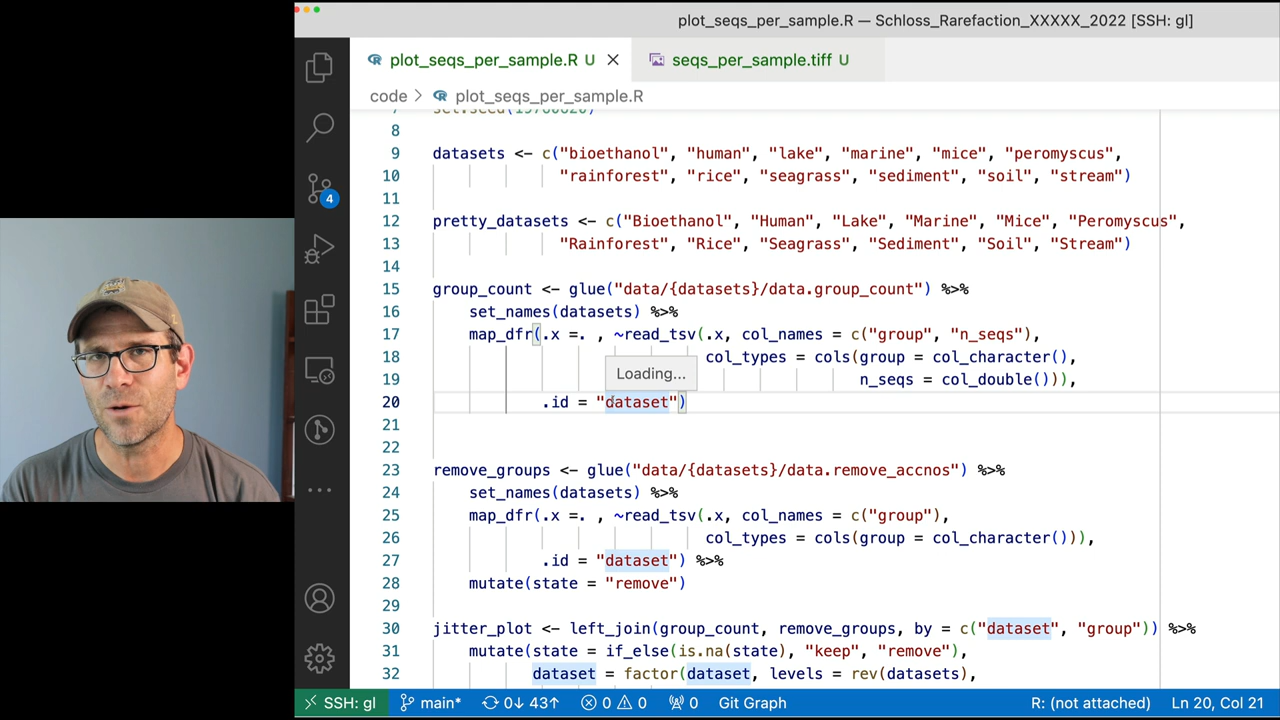 plot_seqs_per_sample.R — Schloss_Rarefaction_XXXXX_2022 [SSH: gl]
plot_seqs_per_sample.R U
seqs_per_sample.tiff U
code > plot_seqs_per_sample.R
7 set.seed(19760620)
8
9 datasets <- c("bioethanol", "human", "lake", "marine", "mice", "peromyscus",
10 "rainforest", "rice", "seagrass", "sediment", "soil", "stream")
11
12 pretty_datasets <- c("Bioethanol", "Human", "Lake", "Marine", "Mice", "Peromyscus",
13 "Rainforest", "Rice", "Seagrass", "Sediment", "Soil", "Stream")
14
15 group_count <- glue("data/{datasets}/data.group_count") %>%
16 set_names(datasets) %>%
17 map_dfr(.x =. , ~read_tsv(.x, col_names = c("group", "n_seqs"),
18 col_types = cols(group = col_character(),
Loading...
19 n_seqs = col_double())),
20 .id = "dataset")
21
22
23 remove_groups <- glue("data/{datasets}/data.remove_accnos") %>%
24 set_names(datasets) %>%
25 map_dfr(.x =. , ~read_tsv(.x, col_names = c("group"),
26 col_types = cols(group = col_character())),
27 .id = "dataset") %>%
28 mutate(state = "remove")
29
30 jitter_plot <- left_join(group_count, remove_groups, by = c("dataset", "group")) %>%
31 mutate(state = if_else(is.na(state), "keep", "remove"),
32 dataset = factor(dataset, levels = rev(datasets),
4
SSH: gl main* 0↓ 43↑ 0 0 0 Git Graph R: (not attached) Ln 20, Col 21